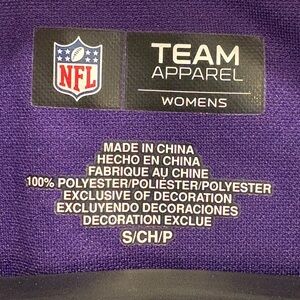 NFL
TEAM
APPAREL
WOMENS
MADE IN CHINA
HECHO EN CHINA
FABRIQUE AU CHINE
100% POLYESTER/POLIÉSTER/POLYESTER
EXCLUSIVE OF DECORATION
EXCLUYENDO DECORACIONES
DECORATION EXCLUE
S/CH/P